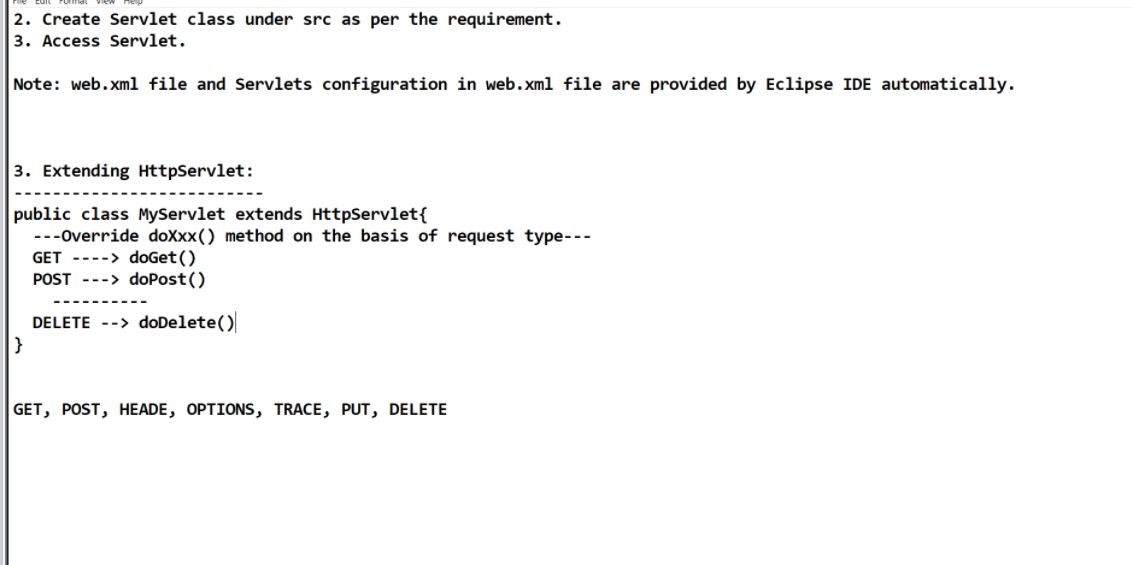 File Edit Format View Help
2. Create Servlet class under src as per the requirement.
3. Access Servlet.
Note: web.xml file and Servlets configuration in web.xml file are provided by Eclipse IDE automatically.
3. Extending HttpServlet:
--------------------------
public class MyServlet extends HttpServlet{
  ---Override doXxx() method on the basis of request type---
  GET ----> doGet()
  POST ---> doPost()
    ----------
  DELETE --> doDelete()
}
GET, POST, HEADE, OPTIONS, TRACE, PUT, DELETE